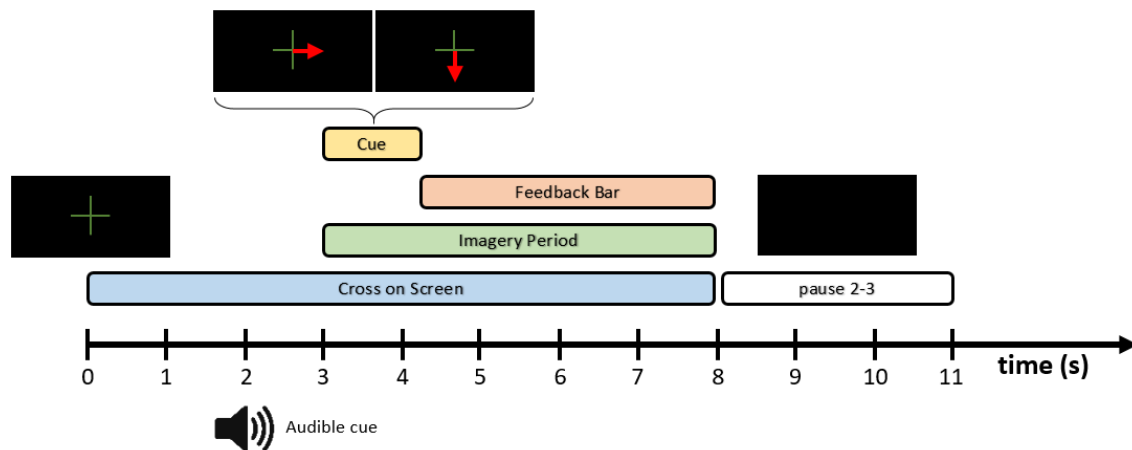 Cue
Feedback Bar
Imagery Period
Cross on Screen
pause 2-3
0 1 2 3 4 5 6 7 8 9 10 11
time (s)
Audible cue